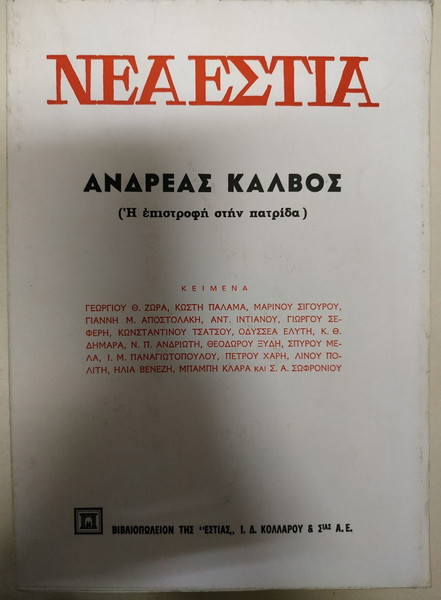 ΝΕΑ ΕΣΤΙΑ
ΑΝΔΡΕΑΣ ΚΑΛΒΟΣ
(Ἡ ἐπιστροφή στήν πατρίδα)
ΚΕΙΜΕΝΑ
ΓΕΩΡΓΙΟΥ Θ. ΖΩΡΑ, ΚΩΣΤΗ ΠΑΛΑΜΑ, ΜΑΡΙΝΟΥ ΣΙΓΟΥΡΟΥ,
ΓΙΑΝΝΗ Μ. ΑΠΟΣΤΟΛΑΚΗ, ΑΝΤ. ΙΝΤΙΑΝΟΥ, ΓΙΩΡΓΟΥ ΣΕ-
ΦΕΡΗ, ΚΩΝΣΤΑΝΤΙΝΟΥ ΤΣΑΤΣΟΥ, ΟΔΥΣΣΕΑ ΕΛΥΤΗ, Κ. Θ.
ΔΗΜΑΡΑ, Ν. Π. ΑΝΔΡΙΩΤΗ, ΘΕΟΔΩΡΟΥ ΞΥΔΗ, ΣΠΥΡΟΥ ΜΕ-
ΛΑ, Ι. Μ. ΠΑΝΑΓΙΩΤΟΠΟΥΛΟΥ, ΠΕΤΡΟΥ ΧΑΡΗ, ΛΙΝΟΥ ΠΟ-
ΛΙΤΗ, ΗΛΙΑ ΒΕΝΕΖΗ, ΜΠΑΜΠΗ ΚΛΑΡΑ ΚΑΙ Σ. Α. ΣΩΦΡΟΝΙΟΥ
ΒΙΒΛΙΟΠΩΛΕΙΟΝ ΤΗΣ "ΕΣΤΙΑΣ,, Ι. Δ. ΚΟΛΛΑΡΟΥ & ΣΙΑΣ Α.Ε.